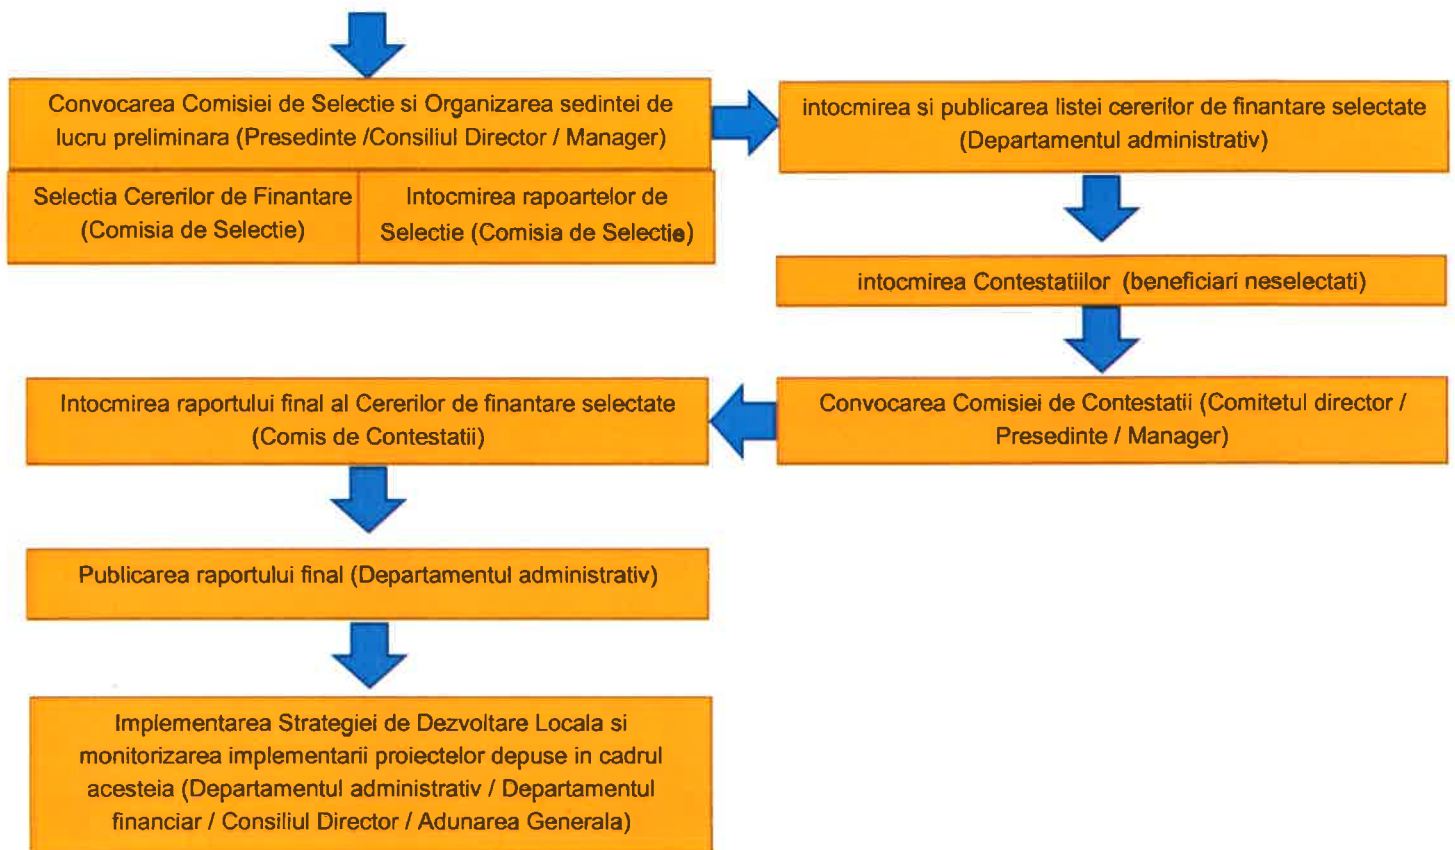 Convocarea Comisiei de Selectie si Organizarea sedintei de
lucru preliminara (Presedinte /Consiliul Director / Manager)
Selectia Cererilor de Finantare
(Comisia de Selectie)
Intocmirea rapoartelor de
Selectie (Comisia de Selectie)
intocmirea si publicarea listei cererilor de finantare selectate
(Departamentul administrativ)
intocmirea Contestatiilor (beneficiari neselectati)
Convocarea Comisiei de Contestatii (Comitetul director /
Presedinte / Manager)
Intocmirea raportului final al Cererilor de finantare selectate
(Comis de Contestatii)
Publicarea raportului final (Departamentul administrativ)
Implementarea Strategiei de Dezvoltare Locala si
monitorizarea implementarii proiectelor depuse in cadrul
acesteia (Departamentul administrativ / Departamentul
financiar / Consiliul Director / Adunarea Generala)